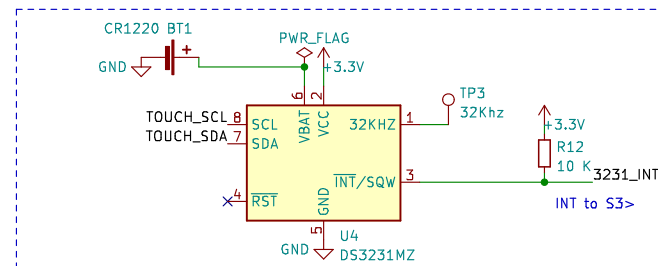 CR1220 BT1
+
GND
PWR_FLAG
+3.3V
6
2
TP3
32Khz
TOUCH_SCL 8 SCL
TOUCH_SDA 7 SDA
VBAT
VCC
32KHZ 1
+3.3V
R12
10 K
INT/SQW 3
3231_INT
4 RST
GND
INT to S3>
5
GND
U4
DS3231MZ